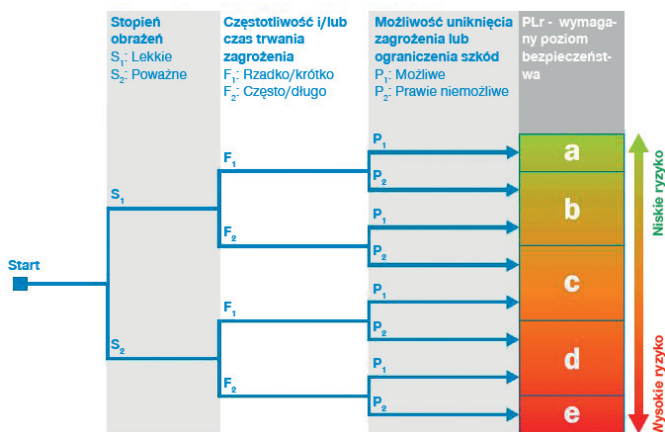 Stopień
obrażeń
S₁: Lekkie
S₂: Poważne
Częstotliwość i/lub
czas trwania
zagrożenia
F₁: Rzadko/krótko
F₂: Często/długo
Możliwość uniknięcia
zagrożenia lub
ograniczenia szkód
P₁: Możliwe
P₂: Prawie niemożliwe
PLr - wymaga-
ny poziom
bezpieczeńst-
wa
Start
S₁
S₂
F₁
F₂
F₁
F₂
P₁
P₂
P₁
P₂
P₁
P₂
P₁
P₂
a
b
c
d
e
Niskie ryzyko
Wysokie ryzyko